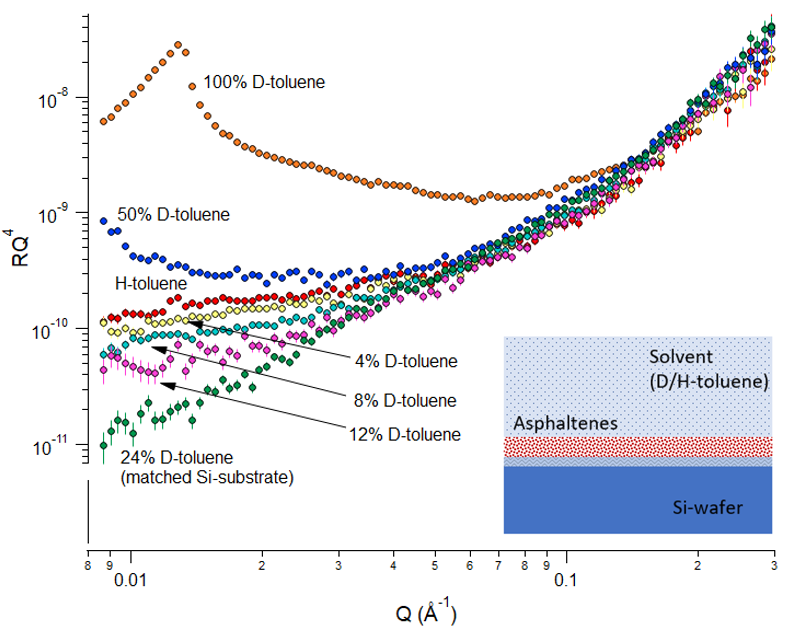 10⁻⁸
10⁻⁹
10⁻¹⁰
10⁻¹¹
RQ⁴
100% D-toluene
50% D-toluene
H-toluene
4% D-toluene
8% D-toluene
12% D-toluene
24% D-toluene
(matched Si-substrate)
Solvent
(D/H-toluene)
Asphaltenes
Si-wafer
8 9 2 3 4 5 6 7 8 9 2 3
0.01 0.1
Q (Å⁻¹)